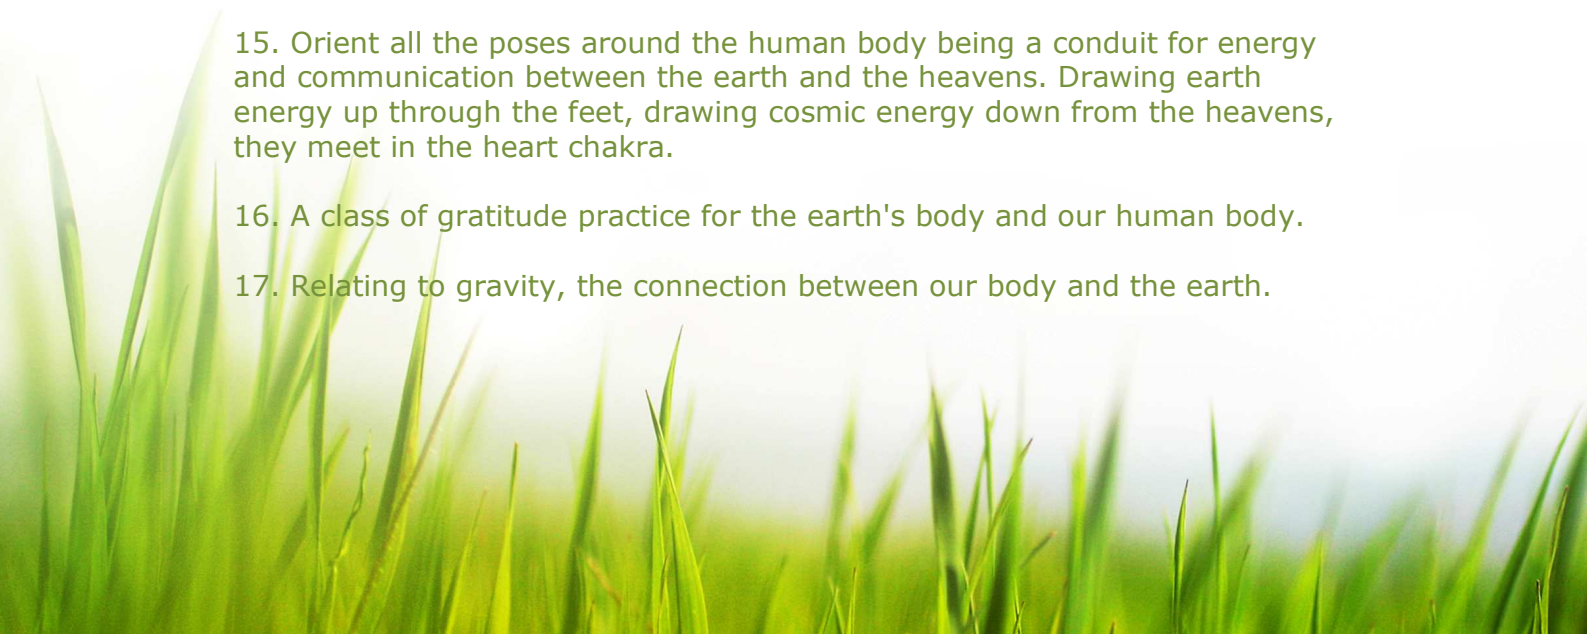 15. Orient all the poses around the human body being a conduit for energy
and communication between the earth and the heavens. Drawing earth
energy up through the feet, drawing cosmic energy down from the heavens,
they meet in the heart chakra.
16. A class of gratitude practice for the earth's body and our human body.
17. Relating to gravity, the connection between our body and the earth.